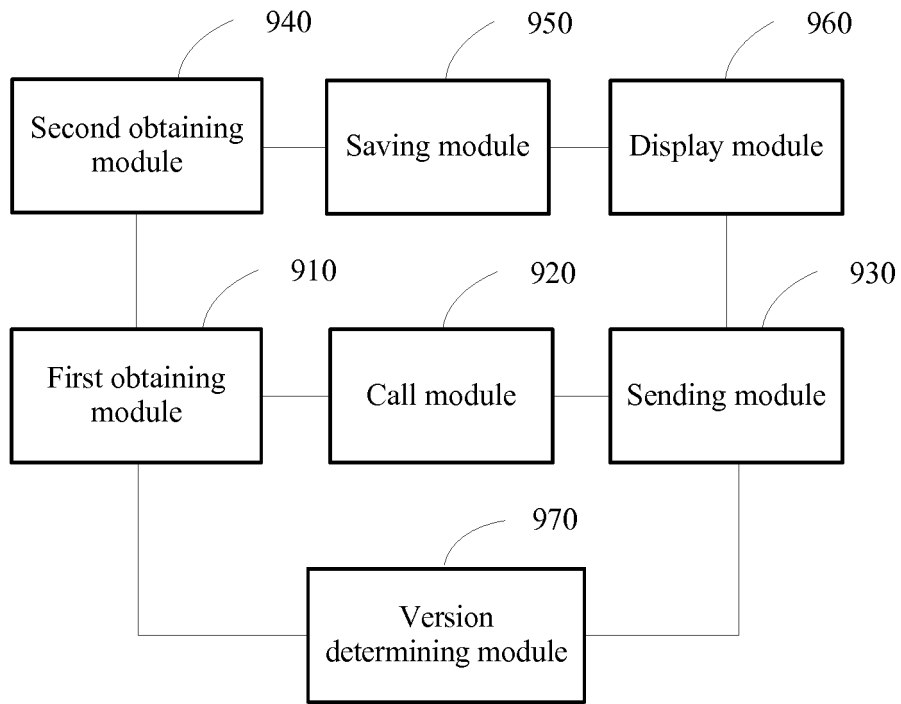 940
950
960
Second obtaining
module
Saving module
Display module
910
920
930
First obtaining
module
Call module
Sending module
970
Version
determining module